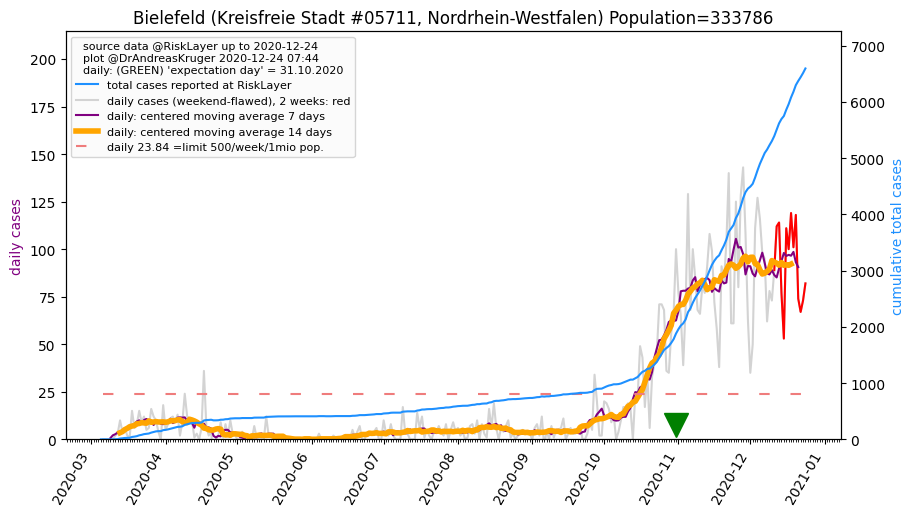 Bielefeld (Kreisfreie Stadt #05711, Nordrhein-Westfalen) Population=333786
source data @RiskLayer up to 2020-12-24
plot @DrAndreasKruger 2020-12-24 07:44
daily: (GREEN) 'expectation day' = 31.10.2020
total cases reported at RiskLayer
daily cases (weekend-flawed), 2 weeks: red
daily: centered moving average 7 days
daily: centered moving average 14 days
daily 23.84 =limit 500/week/1mio pop.
daily cases
200
175
150
125
100
75
50
25
0
7000
6000
5000
4000
3000
2000
1000
0
cumulative total cases
2020-03
2020-04
2020-05
2020-06
2020-07
2020-08
2020-09
2020-10
2020-11
2020-12
2021-01